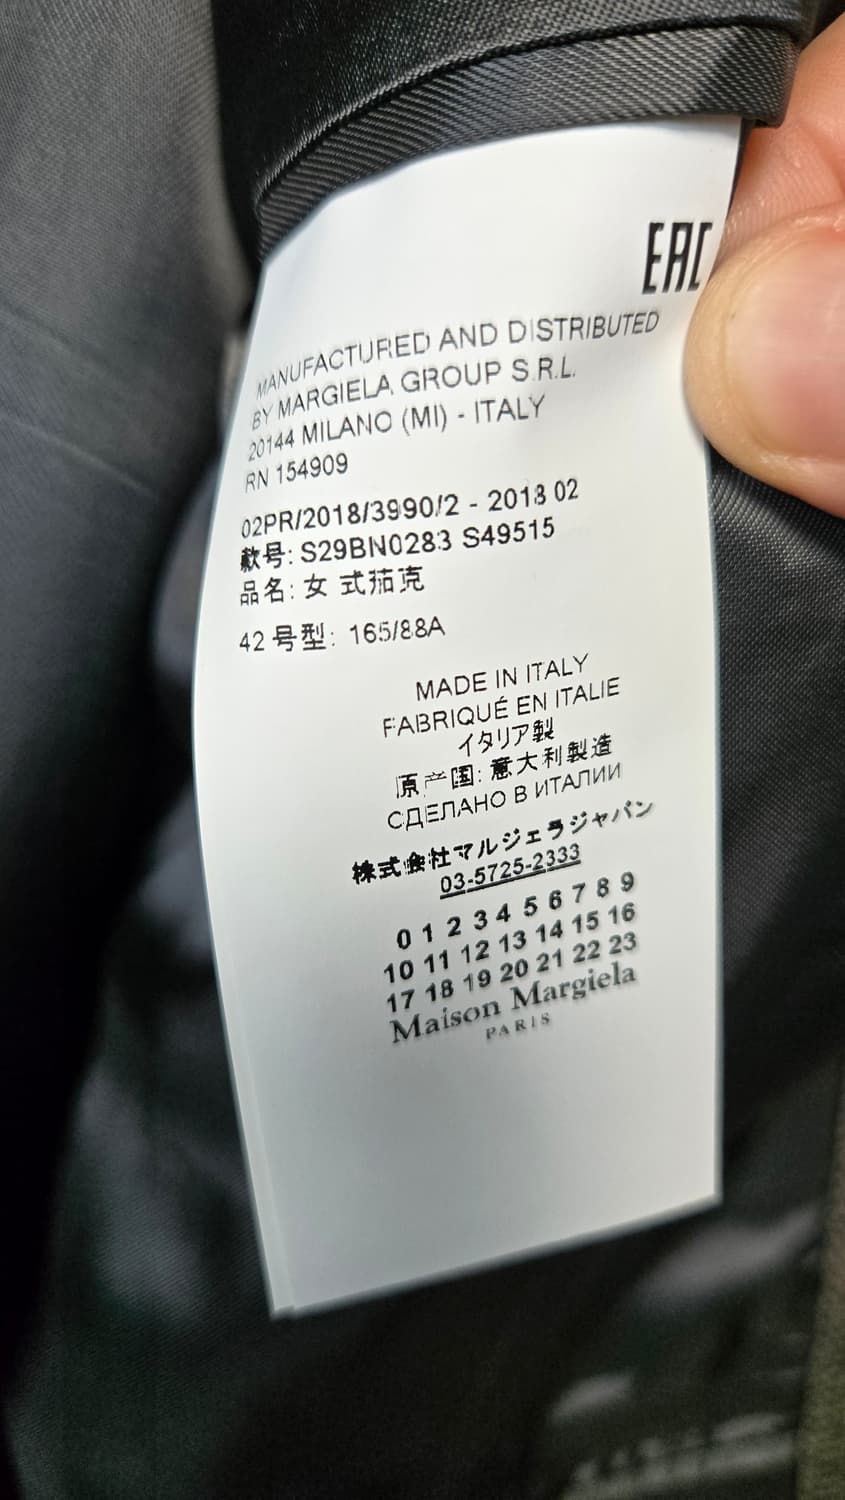 EAC
MANUFACTURED AND DISTRIBUTED
BY MARGIELA GROUP S.R.L.
20144 MILANO (MI) - ITALY
RN 154909
02PR/2018/3990/2 - 2018 02
款号: S29BN0283 S49515
品名: 女 式茄克
42 号型: 165/88A
MADE IN ITALY
FABRIQUÉ EN ITALIE
イタリア製
原产国: 意大利製造
СДЕЛАНО В ИТАЛИИ
株式会社マルジェラジャパン
03-5725-2333
0 1 2 3 4 5 6 7 8 9
10 11 12 13 14 15 16
17 18 19 20 21 22 23
Maison Margiela
PARIS